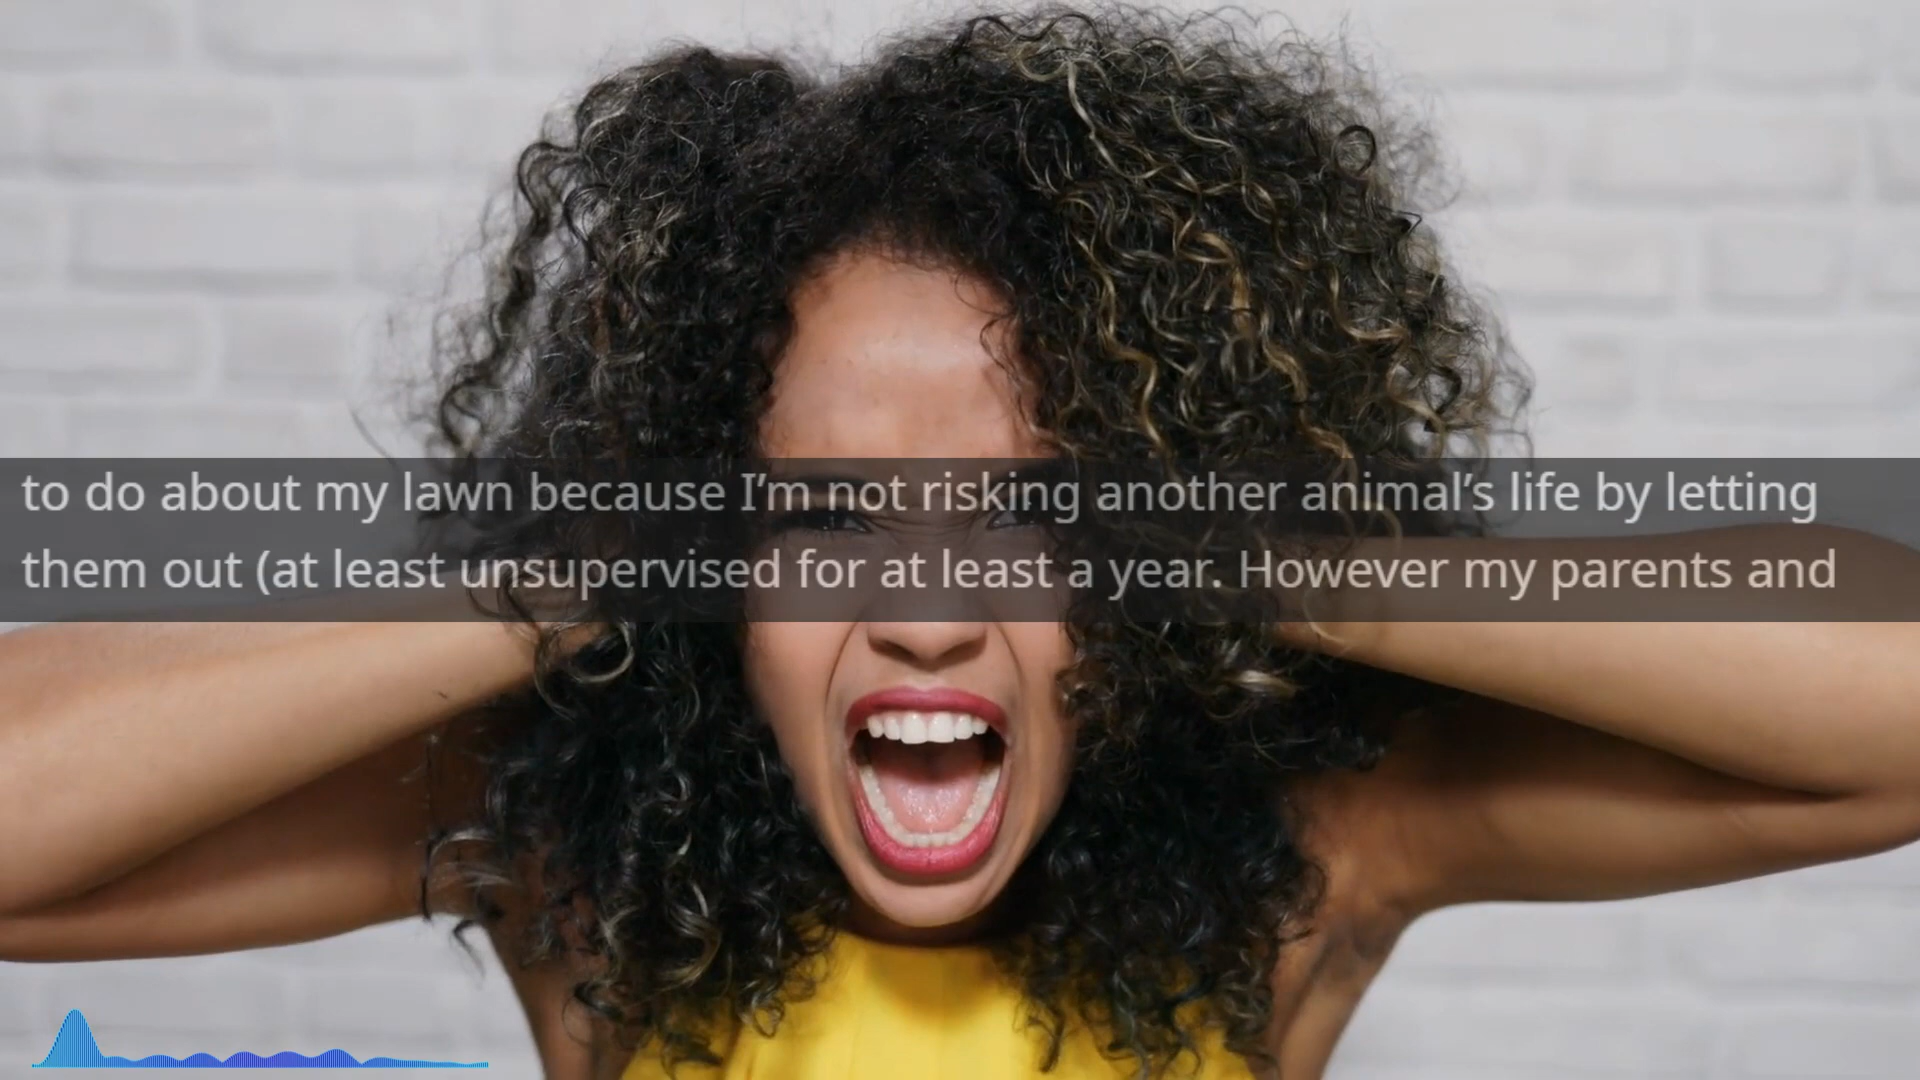 to do about my lawn because I’m not risking another animal’s life by letting
them out (at least unsupervised for at least a year. However my parents and